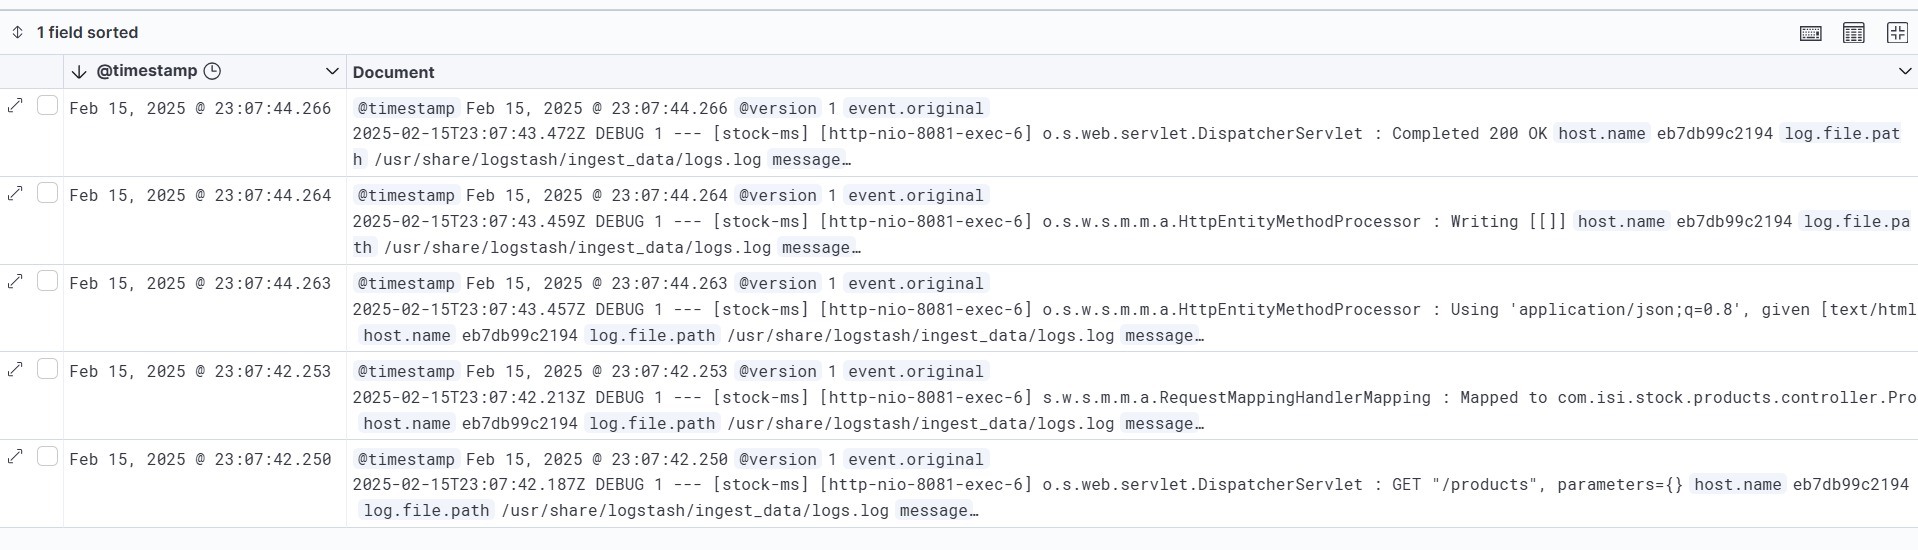 1 field sorted
@timestamp
Document
Feb 15, 2025 @ 23:07:44.266
@timestamp Feb 15, 2025 @ 23:07:44.266 @version 1 event.original
2025-02-15T23:07:43.472Z DEBUG 1 --- [stock-ms] [http-nio-8081-exec-6] o.s.web.servlet.DispatcherServlet : Completed 200 OK host.name eb7db99c2194 log.file.pat
h /usr/share/logstash/ingest_data/logs.log message…
Feb 15, 2025 @ 23:07:44.264
@timestamp Feb 15, 2025 @ 23:07:44.264 @version 1 event.original
2025-02-15T23:07:43.459Z DEBUG 1 --- [stock-ms] [http-nio-8081-exec-6] o.s.w.s.m.m.a.HttpEntityMethodProcessor : Writing [[]] host.name eb7db99c2194 log.file.pa
th /usr/share/logstash/ingest_data/logs.log message…
Feb 15, 2025 @ 23:07:44.263
@timestamp Feb 15, 2025 @ 23:07:44.263 @version 1 event.original
2025-02-15T23:07:43.457Z DEBUG 1 --- [stock-ms] [http-nio-8081-exec-6] o.s.w.s.m.m.a.HttpEntityMethodProcessor : Using 'application/json;q=0.8', given [text/html
host.name eb7db99c2194 log.file.path /usr/share/logstash/ingest_data/logs.log message…
Feb 15, 2025 @ 23:07:42.253
@timestamp Feb 15, 2025 @ 23:07:42.253 @version 1 event.original
2025-02-15T23:07:42.213Z DEBUG 1 --- [stock-ms] [http-nio-8081-exec-6] s.w.s.m.m.a.RequestMappingHandlerMapping : Mapped to com.isi.stock.products.controller.Pro
host.name eb7db99c2194 log.file.path /usr/share/logstash/ingest_data/logs.log message…
Feb 15, 2025 @ 23:07:42.250
@timestamp Feb 15, 2025 @ 23:07:42.250 @version 1 event.original
2025-02-15T23:07:42.187Z DEBUG 1 --- [stock-ms] [http-nio-8081-exec-6] o.s.web.servlet.DispatcherServlet : GET "/products", parameters={} host.name eb7db99c2194
log.file.path /usr/share/logstash/ingest_data/logs.log message…